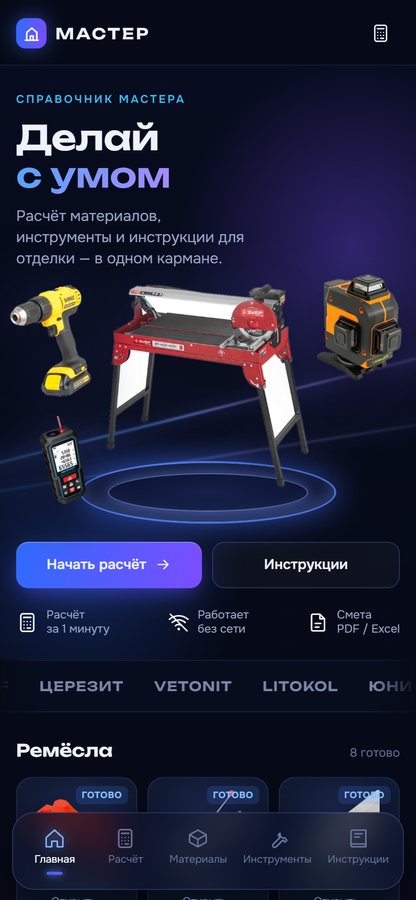 МАСТЕР
СПРАВОЧНИК МАСТЕРА
Делай
с умом
Расчёт материалов,
инструменты и инструкции для
отделки — в одном кармане.
ЗУБР
Начать расчёт →
Инструкции
Расчёт
за 1 минуту
Работает
без сети
Смета
PDF / Excel
ЦЕРЕЗИТ VETONIT LITOKOL ЮНИ
Ремёсла
8 готово
ГОТОВО
ГОТОВО
ГОТОВО
Главная
Расчёт
Материалы
Инструменты
Инструкции